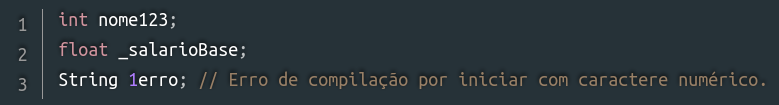 1 int nome123;
2 float _salarioBase;
3 String 1erro; // Erro de compilação por iniciar com caractere numérico.